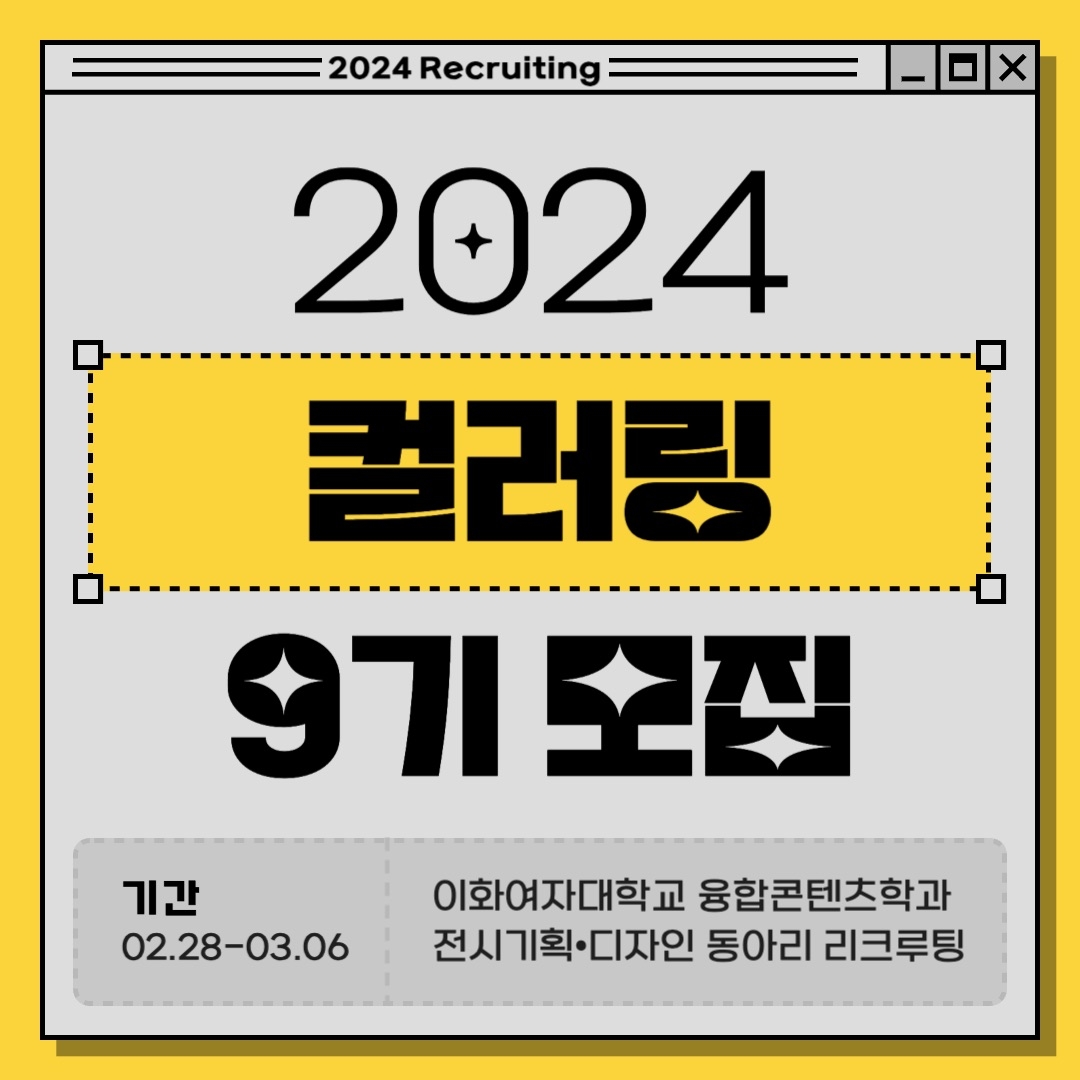 2024 Recruiting
2024
컬러링
9기 모집
기간
02.28-03.06
이화여자대학교 융합콘텐츠학과
전시기획•디자인 동아리 리크루팅